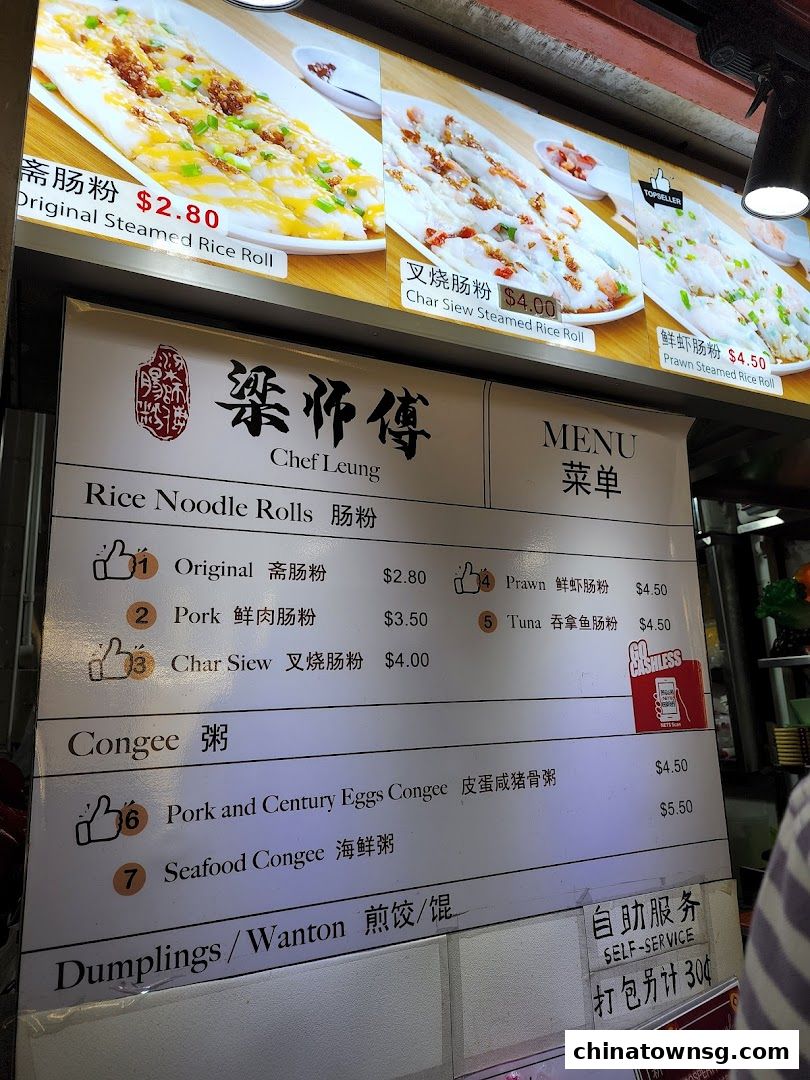 斋肠粉 $2.80
Original Steamed Rice Roll
叉烧肠粉 $4.00
Char Siew Steamed Rice Roll
TOPSELLER
鲜虾肠粉 $4.50
Prawn Steamed Rice Roll
梁师傅
Chef Leung
MENU
菜单
Rice Noodle Rolls 肠粉
1 Original 斋肠粉 $2.80
2 Pork 鲜肉肠粉 $3.50
3 Char Siew 叉烧肠粉 $4.00
4 Prawn 鲜虾肠粉 $4.50
5 Tuna 吞拿鱼肠粉 $4.50
GO
CASHLESS
NETS Scan
Congee 粥
6 Pork and Century Eggs Congee 皮蛋咸猪骨粥 $4.50
7 Seafood Congee 海鲜粥 $5.50
Dumplings / Wanton 煎饺/馄
自助服务
SELF-SERVICE
打包另计 30¢
chinatownsg.com